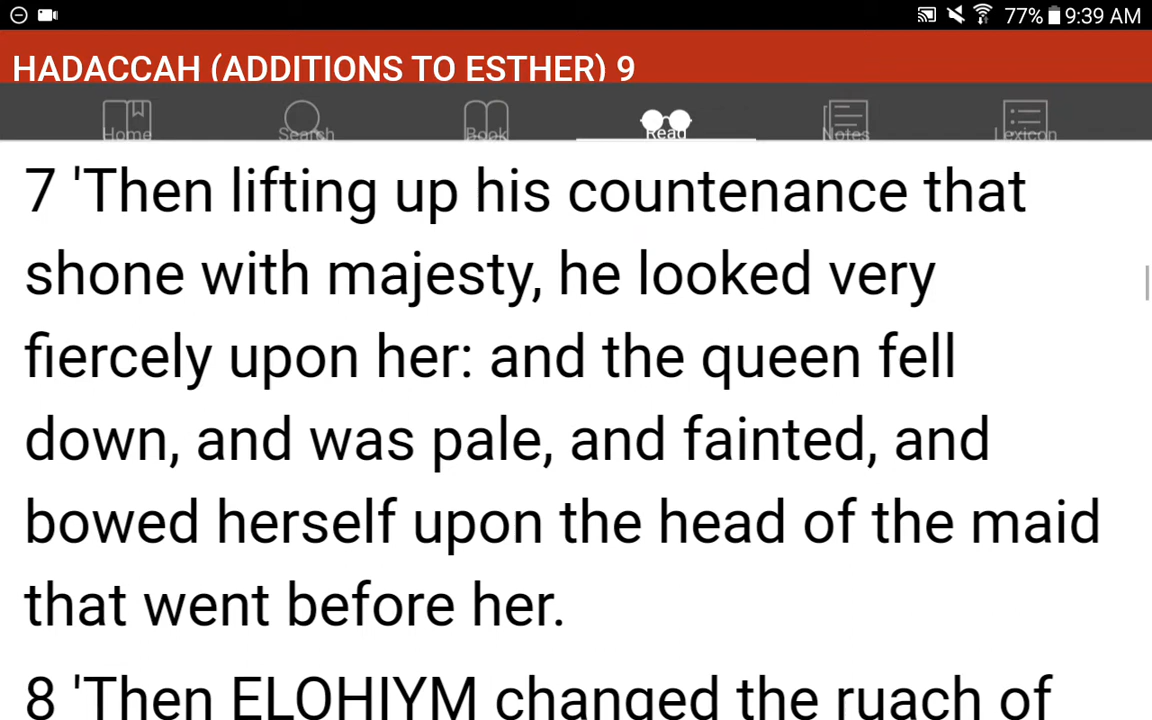 77% 9:39 AM
HADACCAH (ADDITIONS TO ESTHER) 9
Home Search Book Read Notes Lexicon
7 'Then lifting up his countenance that
shone with majesty, he looked very
fiercely upon her: and the queen fell
down, and was pale, and fainted, and
bowed herself upon the head of the maid
that went before her.
8 'Then ELOHIYM changed the ruach of